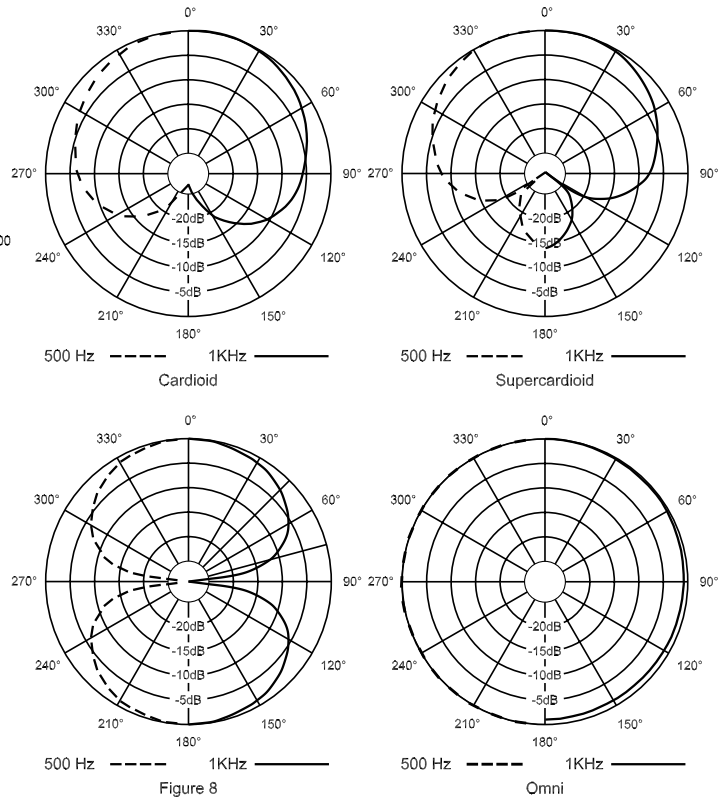 0° 0°
330° 30° 330° 30°
300° 60° 300° 60°
270° 90° 270° 90°
00
-20dB -20dB
-15dB -15dB
240° -10dB 120° 240° -10dB 120°
-5dB -5dB
210° 150° 210° 150°
180° 180°
500 Hz 1KHz 500 Hz 1KHz
Cardioid Supercardioid
0° 0°
330° 30° 330° 30°
300° 60° 300° 60°
270° 90° 270° 90°
-20dB -20dB
-15dB -15dB
240° 120° 240° 120°
-10dB -10dB
-5dB -5dB
210° 150° 210° 150°
180° 180°
500 Hz 1KHz 500 Hz 1KHz
Figure 8 Omni